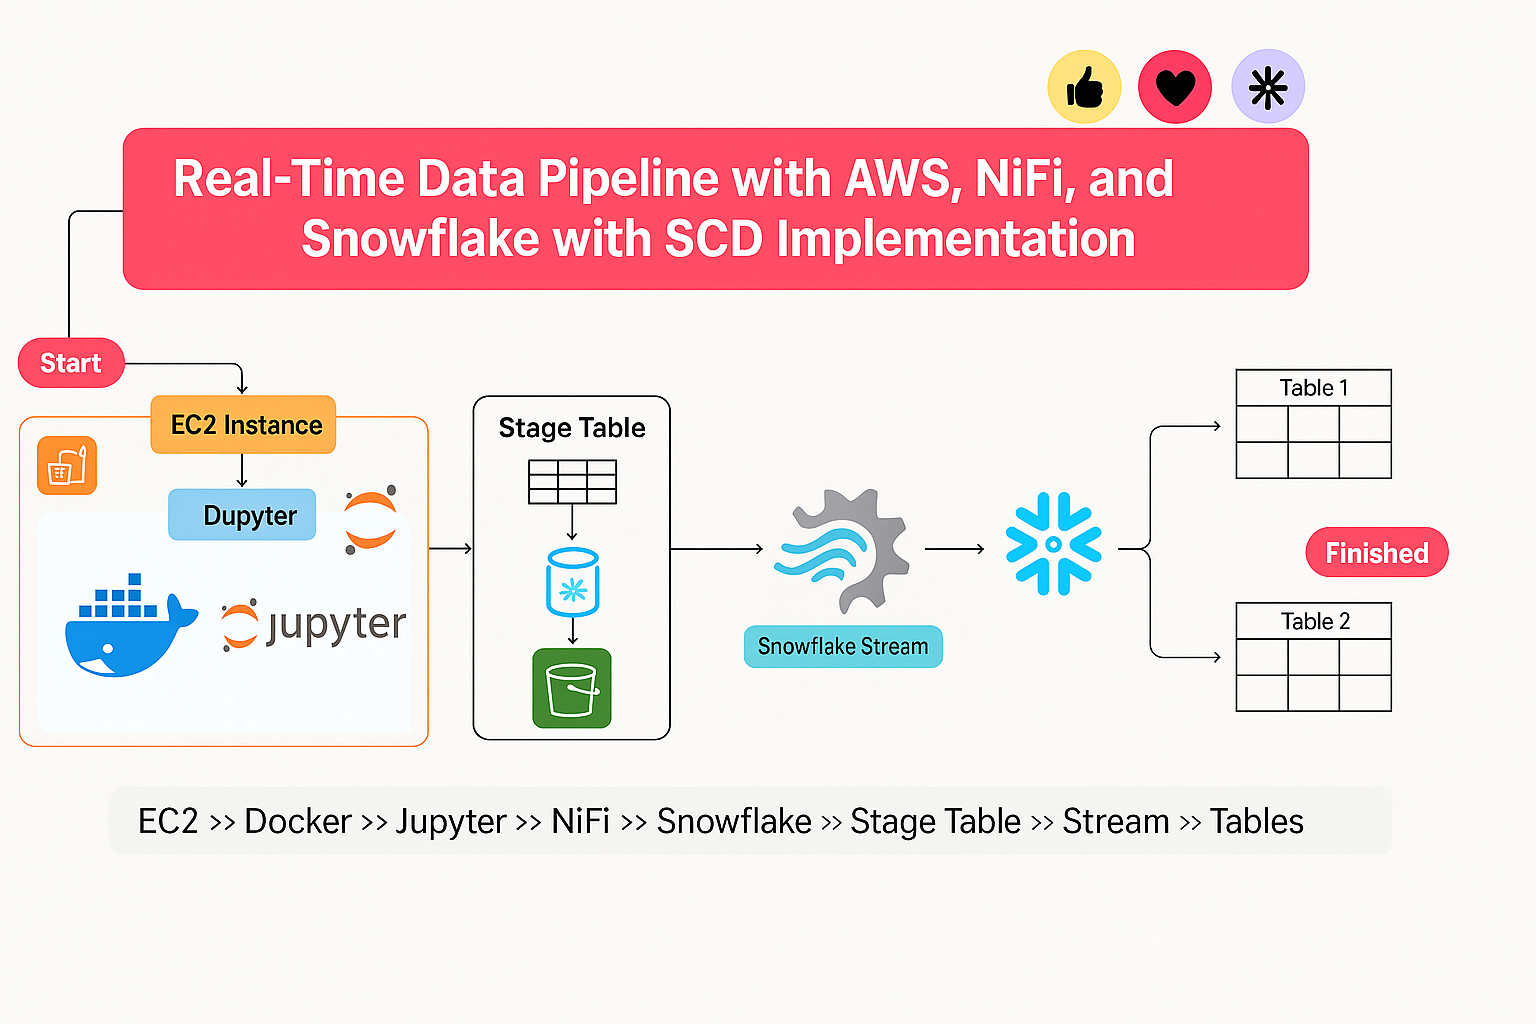 Real-Time Data Pipeline with AWS, NiFi, and
Snowflake with SCD Implementation
Start
EC2 Instance
Dupyter
jupyter
Stage Table
Snowflake Stream
Table 1
Finished
Table 2
EC2 >> Docker >> Jupyter >> NiFi >> Snowflake >> Stage Table >> Stream >> Tables